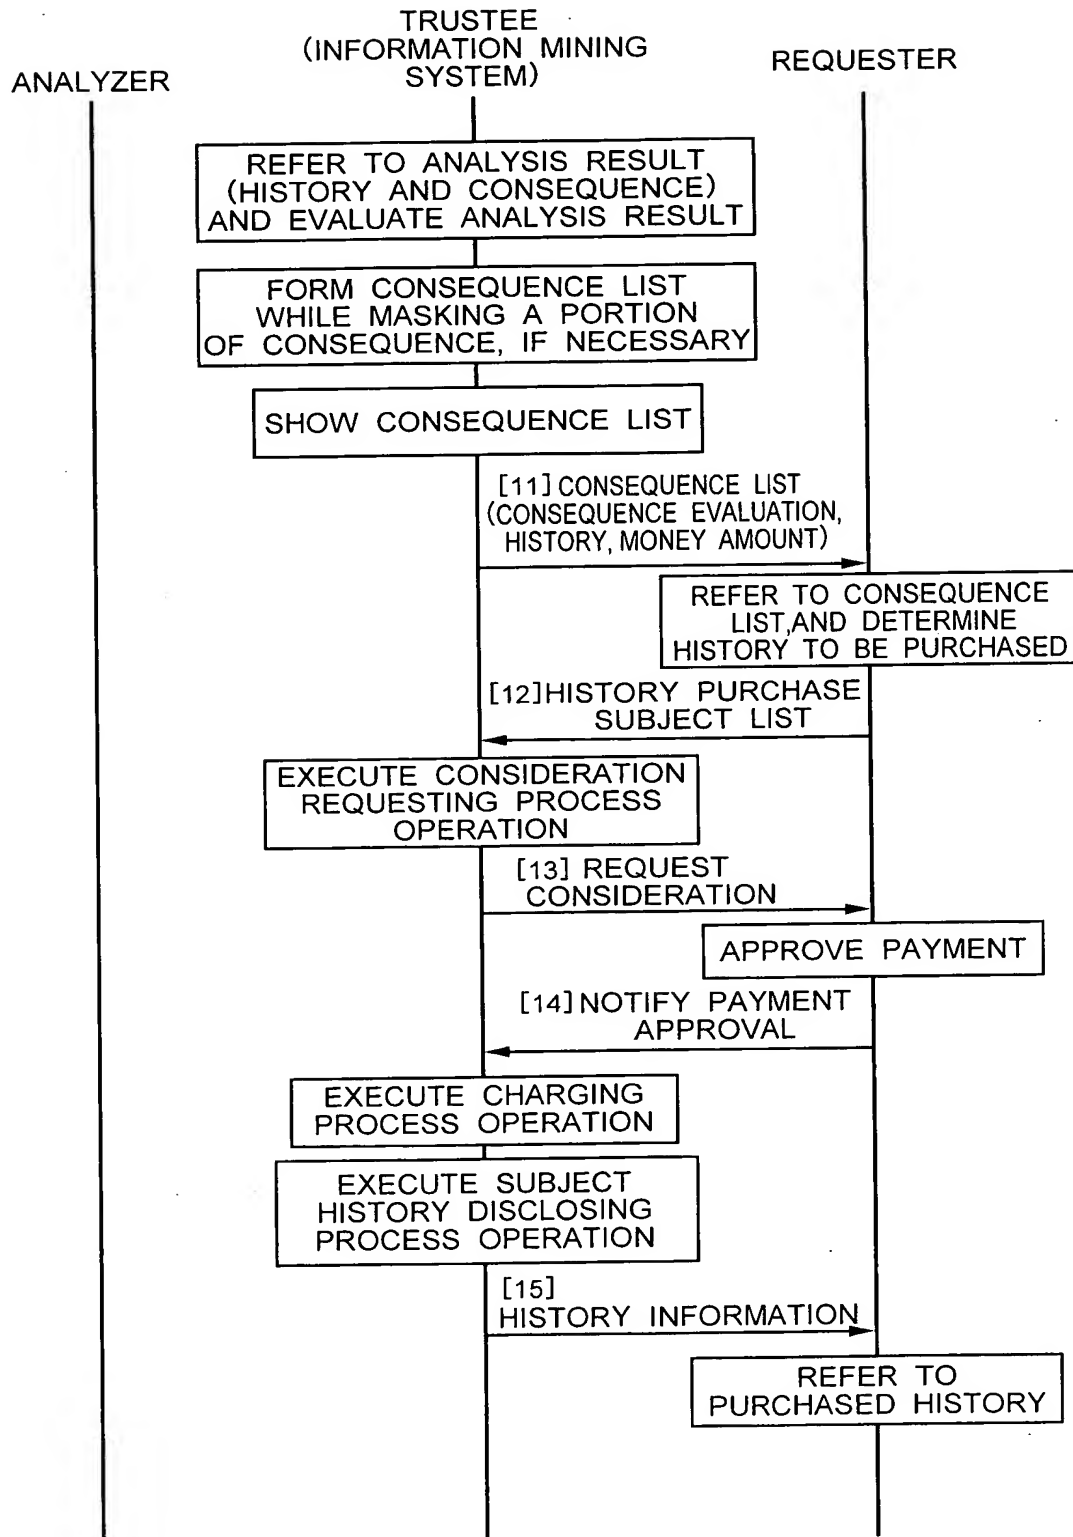 ANALYZER
TRUSTEE
(INFORMATION MINING
SYSTEM)
REQUESTER
REFER TO ANALYSIS RESULT
(HISTORY AND CONSEQUENCE)
AND EVALUATE ANALYSIS RESULT
FORM CONSEQUENCE LIST
WHILE MASKING A PORTION
OF CONSEQUENCE, IF NECESSARY
SHOW CONSEQUENCE LIST
[11] CONSEQUENCE LIST
(CONSEQUENCE EVALUATION,
HISTORY, MONEY AMOUNT)
REFER TO CONSEQUENCE
LIST,AND DETERMINE
HISTORY TO BE PURCHASED
[12]HISTORY PURCHASE
SUBJECT LIST
EXECUTE CONSIDERATION
REQUESTING PROCESS
OPERATION
[13] REQUEST
CONSIDERATION
APPROVE PAYMENT
[14] NOTIFY PAYMENT
APPROVAL
EXECUTE CHARGING
PROCESS OPERATION
EXECUTE SUBJECT
HISTORY DISCLOSING
PROCESS OPERATION
[15]
HISTORY INFORMATION
REFER TO
PURCHASED HISTORY